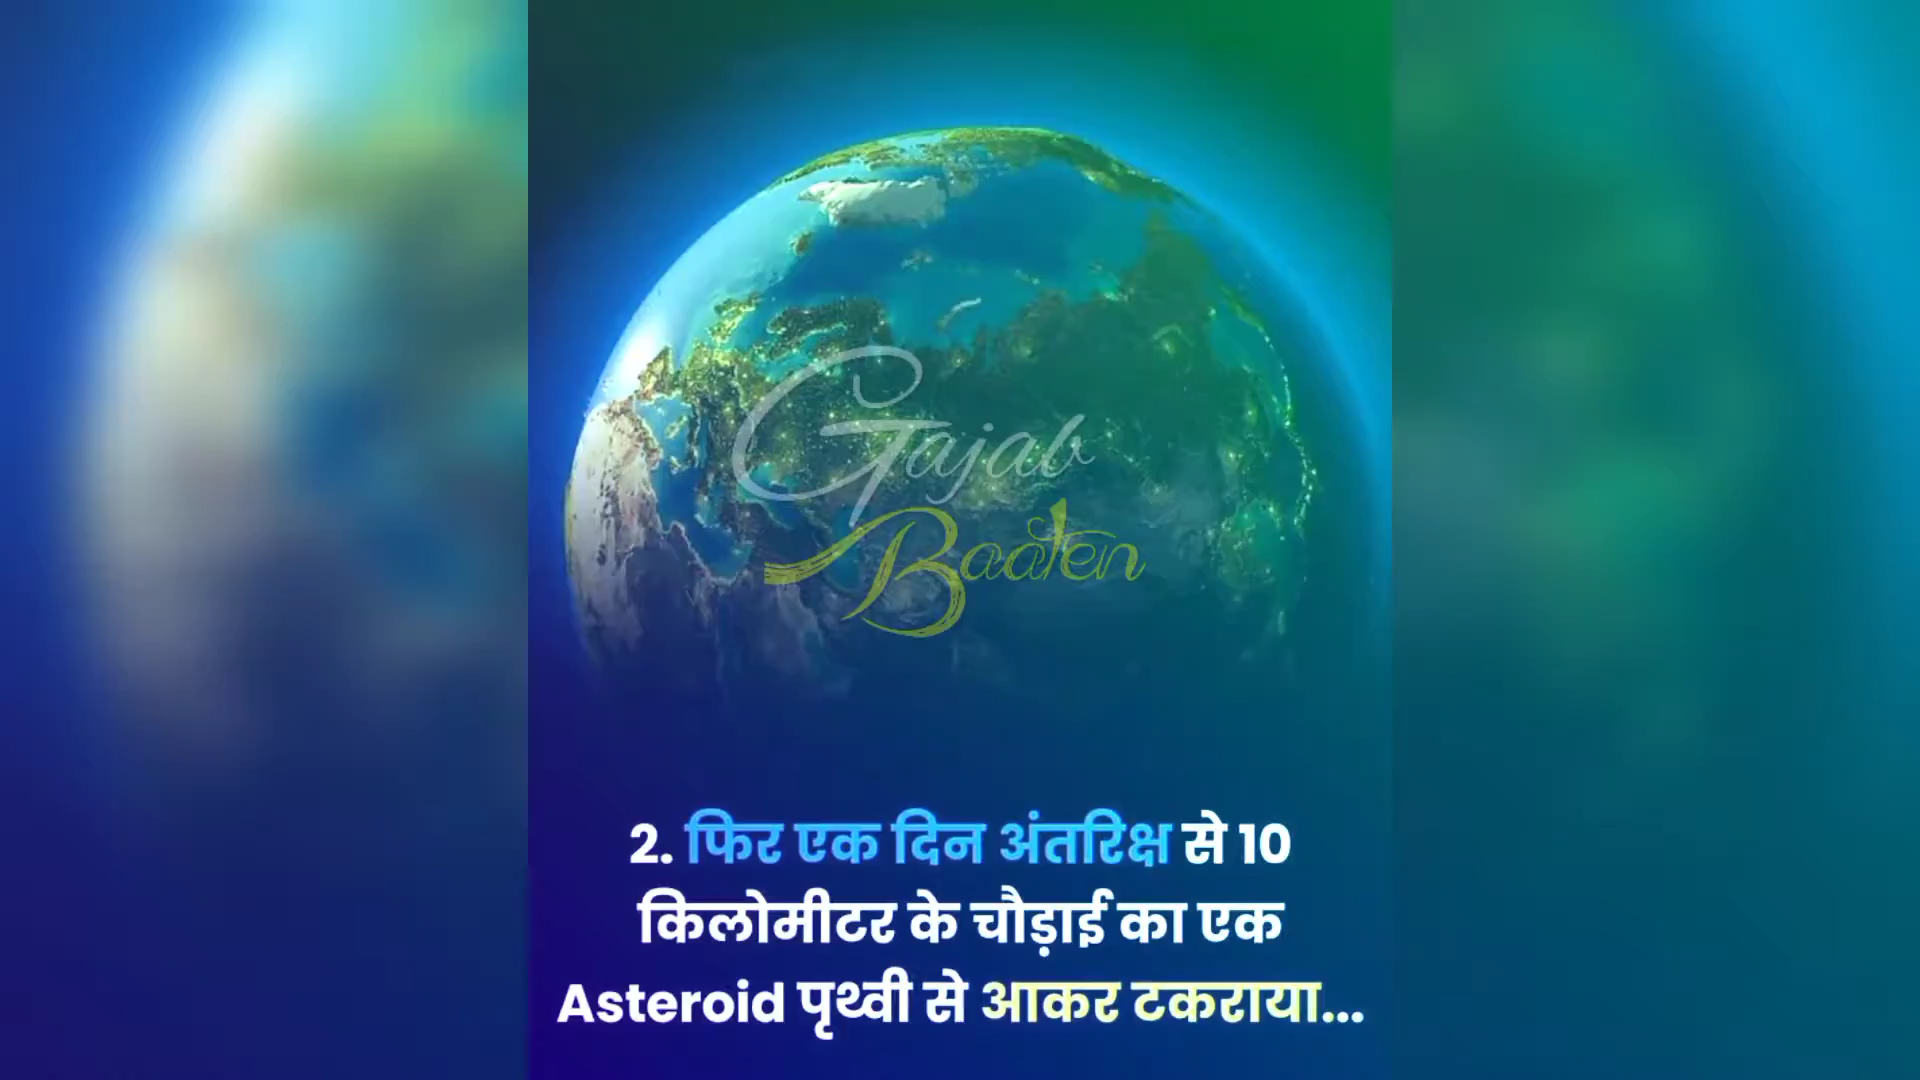 Gajab
Baaten
2. फिर एक दिन अंतरिक्ष से 10
किलोमीटर के चौड़ाई का एक
Asteroid पृथ्वी से आकर टकराया...